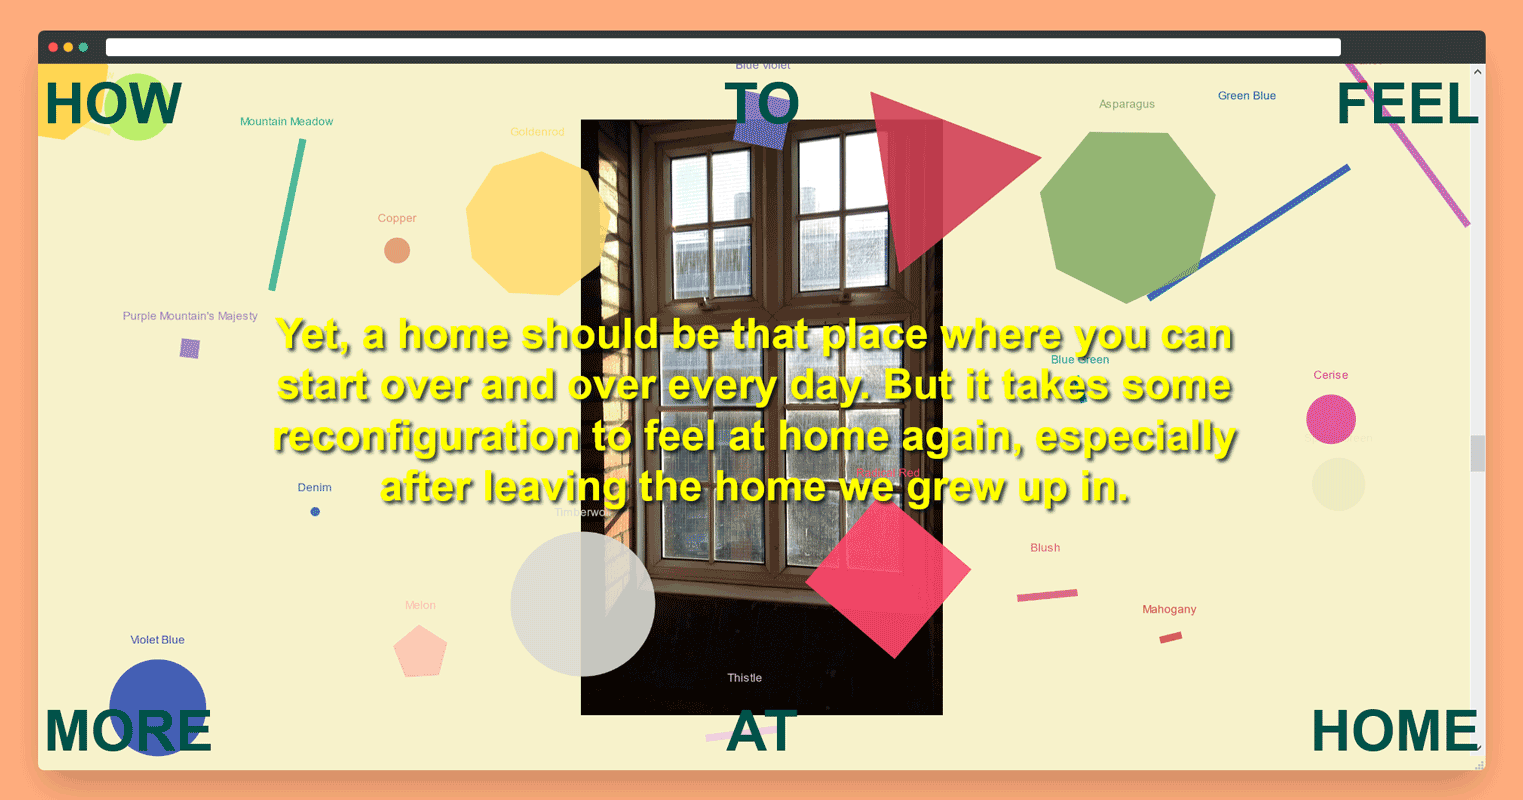 Blue Violet
HOW TO FEEL
Green Blue
Asparagus
Mountain Meadow
Goldenrod
Copper
Purple Mountain's Majesty
Yet, a home should be that place where you can
start over and over every day. But it takes some
reconfiguration to feel at home again, especially
after leaving the home we grew up in.
Blue Green
Cerise
Red
Denim
Blush
Melon
Mahogany
Violet Blue
Thistle
MORE AT HOME